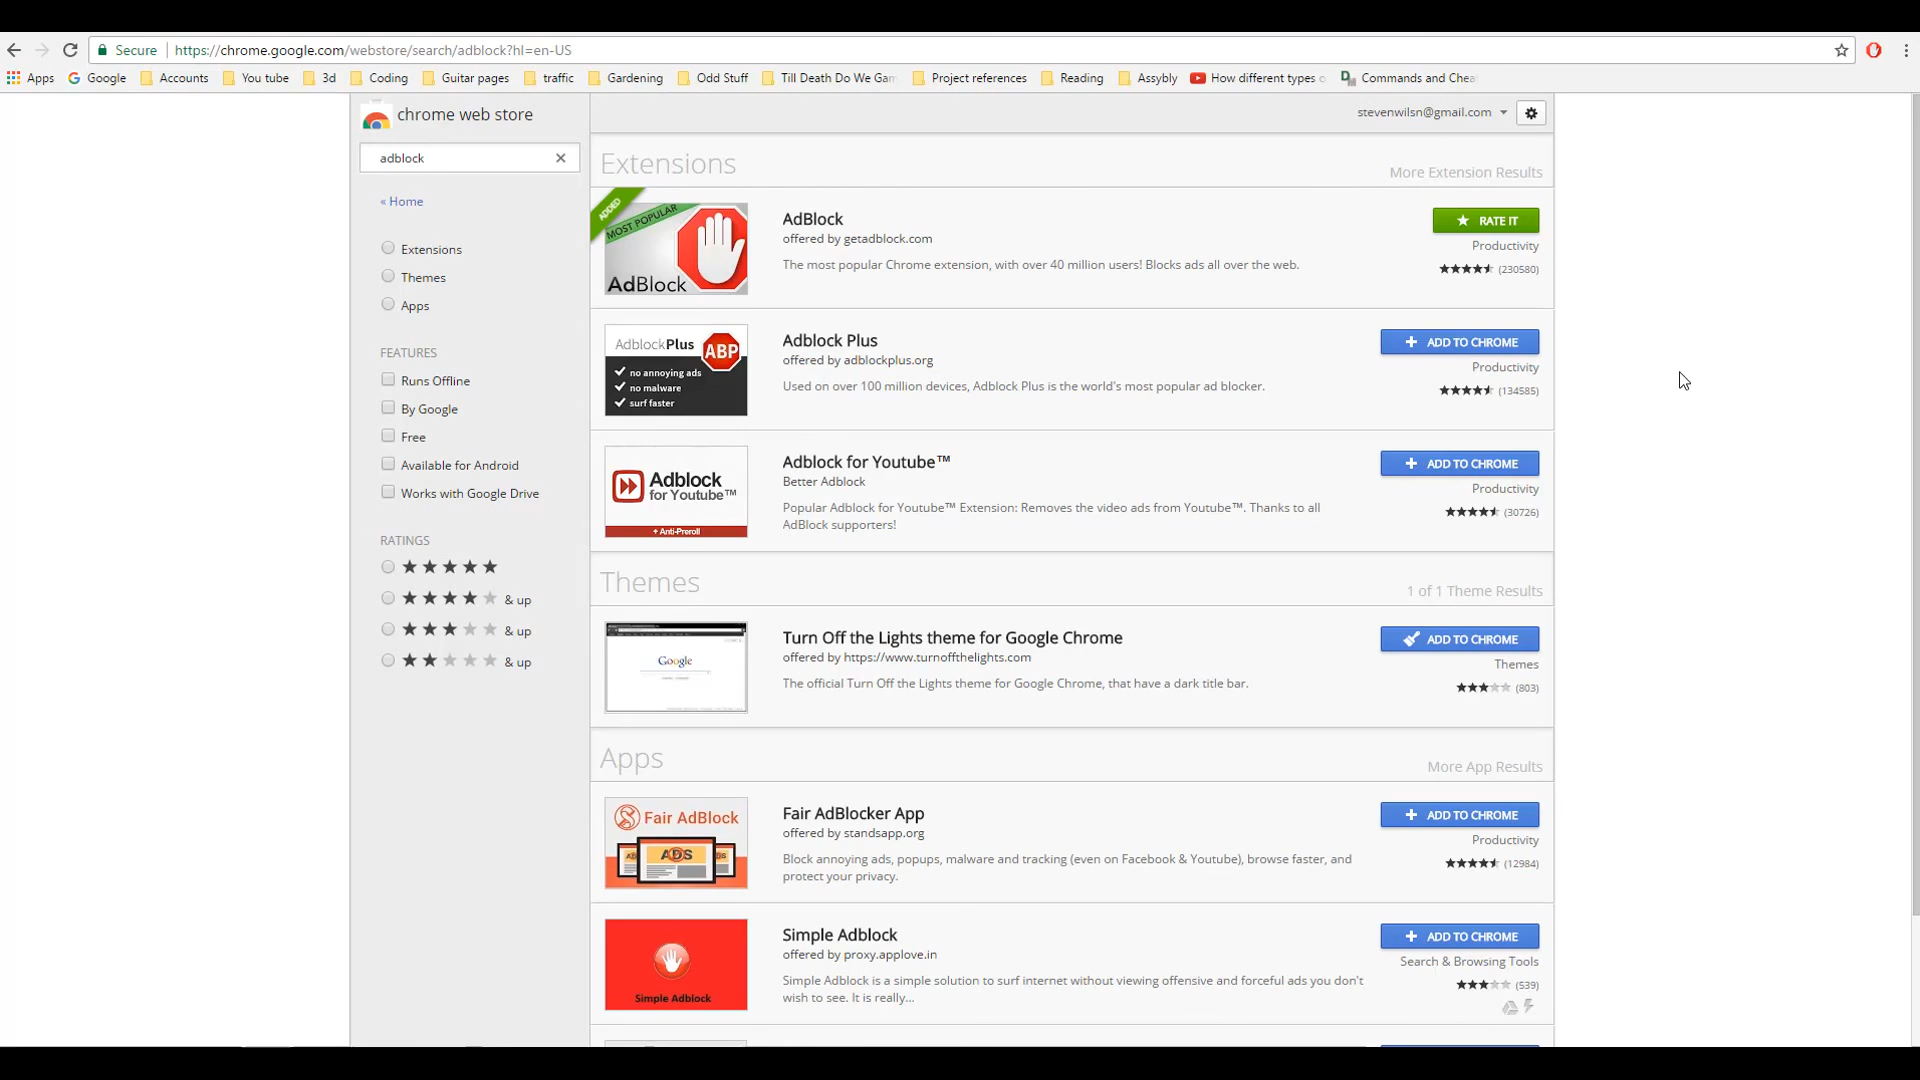 Secure https://chrome.google.com/webstore/search/adblock?hl=en-US
Apps Google Accounts You tube 3d Coding Guitar pages traffic Gardening Odd Stuff Till Death Do We Gam Project references Reading Assybly How different types o Commands and Chea
chrome web store
stevenwilsn@gmail.com
adblock
« Home
Extensions
Themes
Apps
FEATURES
Runs Offline
By Google
Free
Available for Android
Works with Google Drive
RATINGS
& up
& up
& up
Extensions
More Extension Results
ADDED
MOST POPULAR
AdBlock
AdBlock
offered by getadblock.com
The most popular Chrome extension, with over 40 million users! Blocks ads all over the web.
RATE IT
Productivity
(230580)
AdblockPlus
ABP
no annoying ads
no malware
surf faster
Adblock Plus
offered by adblockplus.org
Used on over 100 million devices, Adblock Plus is the world's most popular ad blocker.
ADD TO CHROME
Productivity
(134585)
Adblock
for Youtube™
+ Anti-Preroll
Adblock for Youtube™
Better Adblock
Popular Adblock for Youtube™ Extension: Removes the video ads from Youtube™. Thanks to all
AdBlock supporters!
ADD TO CHROME
Productivity
(30726)
Themes
1 of 1 Theme Results
Google
Turn Off the Lights theme for Google Chrome
offered by https://www.turnoffthelights.com
The official Turn Off the Lights theme for Google Chrome, that have a dark title bar.
ADD TO CHROME
Themes
(803)
Apps
More App Results
Fair AdBlock
ADS
Fair AdBlocker App
offered by standsapp.org
Block annoying ads, popups, malware and tracking (even on Facebook & Youtube), browse faster, and
protect your privacy.
ADD TO CHROME
Productivity
(12984)
Simple Adblock
Simple Adblock
offered by proxy.applove.in
Simple Adblock is a simple solution to surf internet without viewing offensive and forceful ads you don't
wish to see. It is really...
ADD TO CHROME
Search & Browsing Tools
(539)